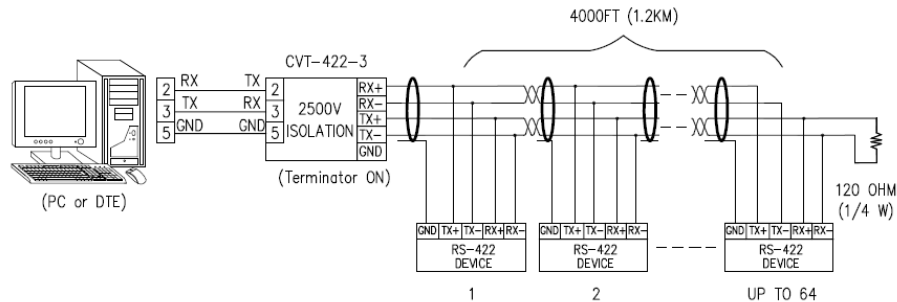 4000FT (1.2KM)
CVT-422-3
2 RX TX 2
3 TX RX 3
5 GND GND 5
2500V
ISOLATION
RX+
RX-
TX+
TX-
GND
(Terminator ON)
(PC or DTE)
120 OHM
(1/4 W)
GND TX+ TX- RX+ RX-
RS-422
DEVICE
1
GND TX+ TX- RX+ RX-
RS-422
DEVICE
2
GND TX+ TX- RX+ RX-
RS-422
DEVICE
UP TO 64